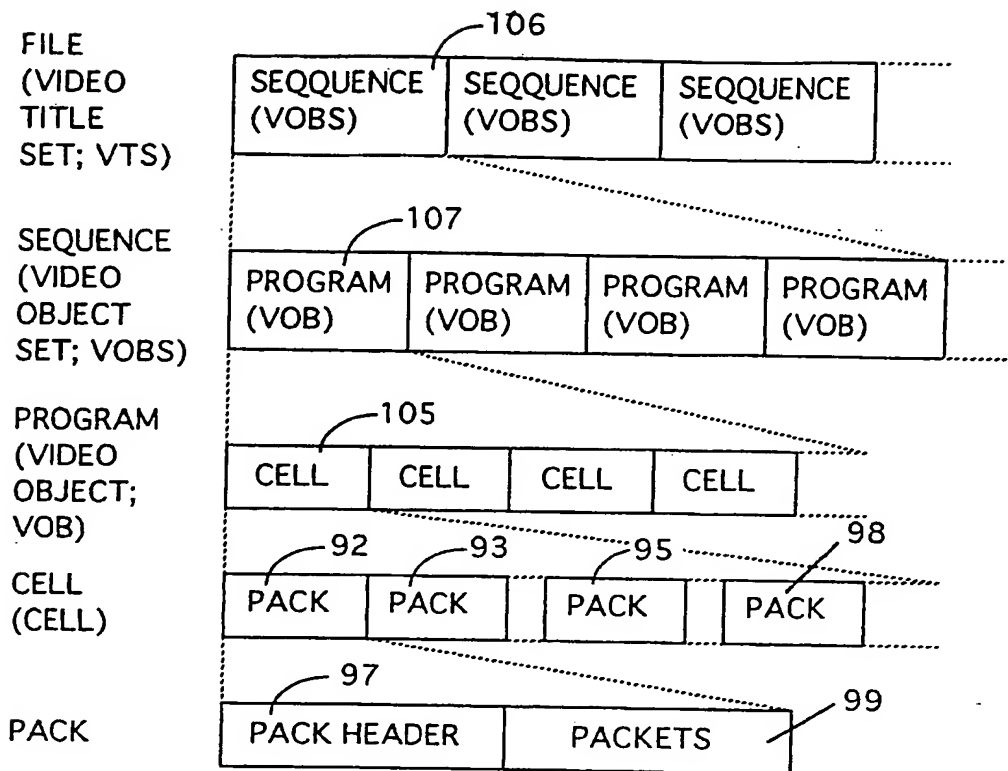 106
FILE
(VIDEO
TITLE
SET; VTS)
SEQQUENCE
(VOBS)
SEQQUENCE
(VOBS)
SEQQUENCE
(VOBS)
107
SEQUENCE
(VIDEO
OBJECT
SET; VOBS)
PROGRAM
(VOB)
PROGRAM
(VOB)
PROGRAM
(VOB)
PROGRAM
(VOB)
105
PROGRAM
(VIDEO
OBJECT;
VOB)
CELL
CELL
CELL
CELL
92
93
95
98
CELL
(CELL)
PACK
PACK
PACK
PACK
97
99
PACK
PACK HEADER
PACKETS